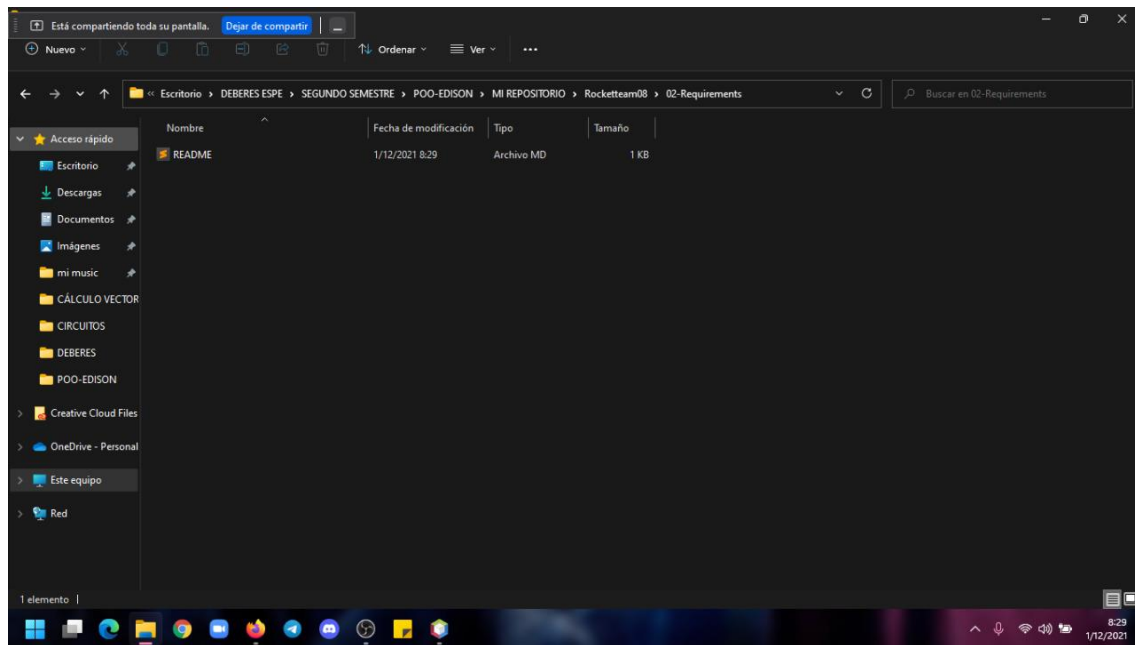 Está compartiendo toda su pantalla. Dejar de compartir
Nuevo Ordenar Ver
« Escritorio › DEBERES ESPE › SEGUNDO SEMESTRE › POO-EDISON › MI REPOSITORIO › Rocketteam08 › 02-Requirements Buscar en 02-Requirements
Nombre Fecha de modificación Tipo Tamaño
README 1/12/2021 8:29 Archivo MD 1 KB
Acceso rápido
Escritorio
Descargas
Documentos
Imágenes
mi music
CÁLCULO VECTOR
CIRCUITOS
DEBERES
POO-EDISON
Creative Cloud Files
OneDrive - Personal
Este equipo
Red
1 elemento
8:29
1/12/2021